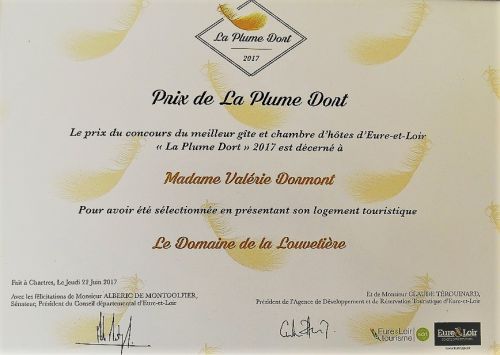 La Plume Dort
2017
Prix de La Plume Dort
Le prix du concours du meilleur gîte et chambre d'hôtes d'Eure-et-Loir
« La Plume Dort » 2017 est décerné à
Madame Valérie Dormont
Pour avoir été sélectionnée en présentant son logement touristique
Le Domaine de la Louvetière
Fait à Chartres, Le Jeudi 22 Juin 2017
Avec les félicitations de Monsieur ALBERIC DE MONTGOLFIER,
Sénateur, Président du Conseil départemental d'Eure-et-Loir
Et de Monsieur CLAUDE TÉROUINARD,
Président de l'Agence de Développement et de Réservation Touristique d'Eure-et-Loir
Eure&Loir
tourisme
Eure&Loir